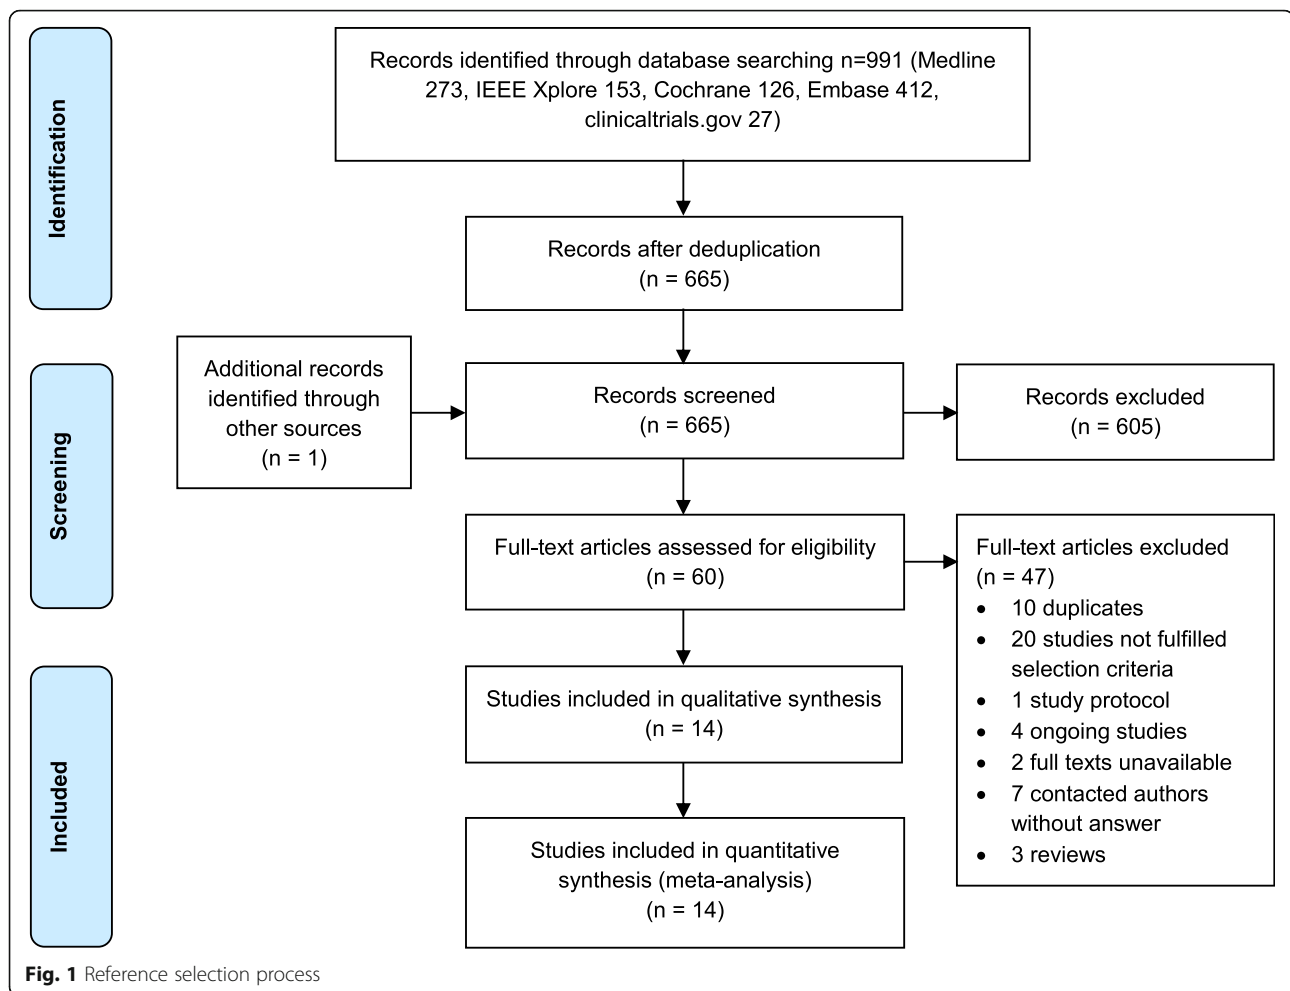 Identification
Records identified through database searching n=991 (Medline
273, IEEE Xplore 153, Cochrane 126, Embase 412,
clinicaltrials.gov 27)
Records after deduplication
(n = 665)
Screening
Additional records
identified through
other sources
(n = 1)
Records screened
(n = 665)
Records excluded
(n = 605)
Full-text articles assessed for eligibility
(n = 60)
Full-text articles excluded
(n = 47)
• 10 duplicates
• 20 studies not fulfilled
selection criteria
• 1 study protocol
• 4 ongoing studies
• 2 full texts unavailable
• 7 contacted authors
without answer
• 3 reviews
Included
Studies included in qualitative synthesis
(n = 14)
Studies included in quantitative
synthesis (meta-analysis)
(n = 14)
Fig. 1 Reference selection process